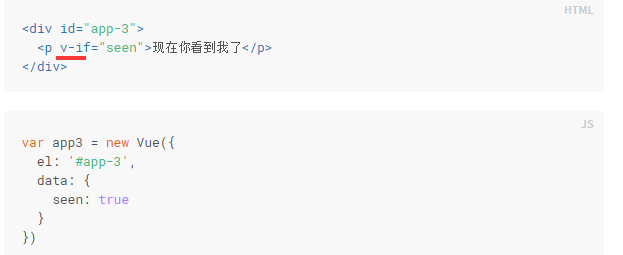 HTML
<div id="app-3">
  <p v-if="seen">现在你看到我了</p>
</div>
JS
var app3 = new Vue({
  el: '#app-3',
  data: {
    seen: true
  }
})